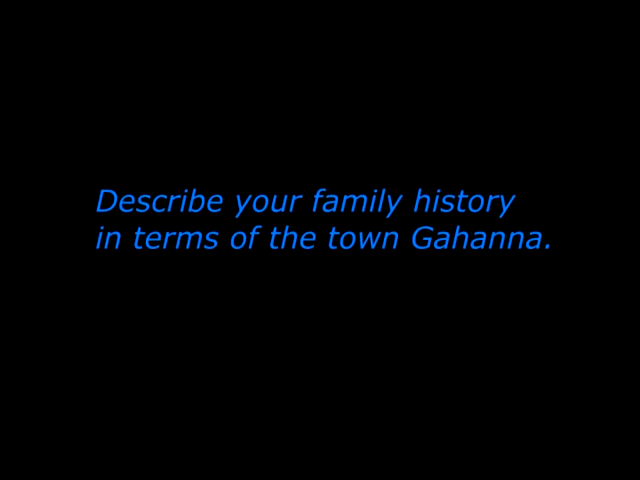 Describe your family history
in terms of the town Gahanna.